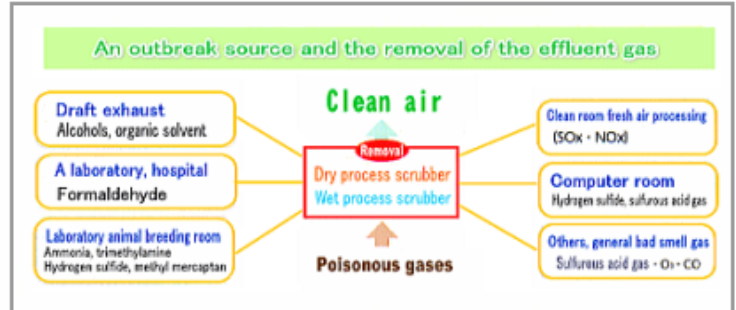 An outbreak source and the removal of the effluent gas
Draft exhaust
Alcohols, organic solvent
A laboratory, hospital
Formaldehyde
Laboratory animal breeding room
Ammonia, trimethylamine
Hydrogen sulfide, methyl mercaptan
Clean air
Removal
Dry process scrubber
Wet process scrubber
Poisonous gases
Clean room fresh air processing
(SOx・NOx)
Computer room
Hydrogen sulfide, sulfurous acid gas
Others, general bad smell gas
Sulfurous acid gas・O₃・CO